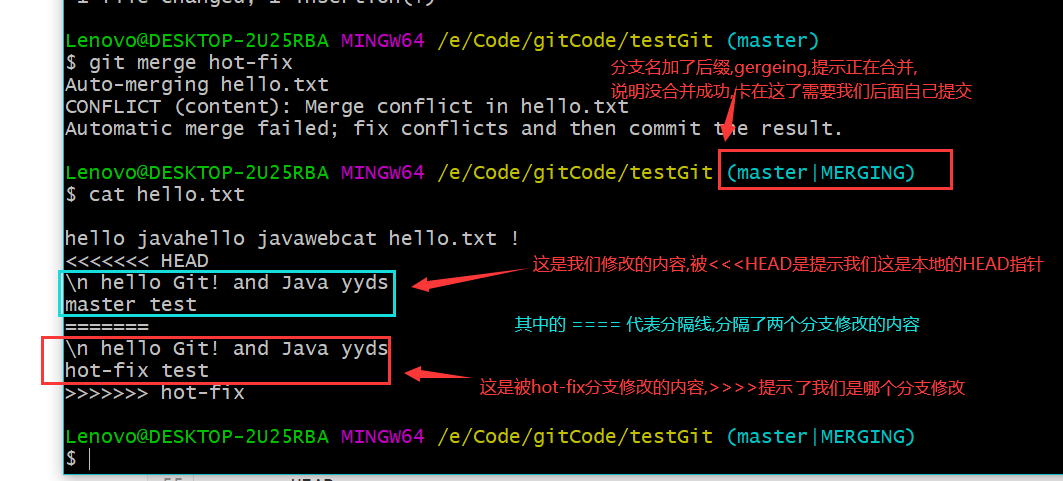 Lenovo@DESKTOP-2U25RBA MINGW64 /e/Code/gitCode/testGit (master)
$ git merge hot-fix
分支名加了后缀,gergeing,提示正在合并,
Auto-merging hello.txt
说明没合并成功,卡在这了需要我们后面自己提交
CONFLICT (content): Merge conflict in hello.txt
Automatic merge failed; fix conflicts and then commit the result.
Lenovo@DESKTOP-2U25RBA MINGW64 /e/Code/gitCode/testGit (master|MERGING)
$ cat hello.txt
hello javahello javawebcat hello.txt !
<<<<<<< HEAD
这是我们修改的内容,被<<<HEAD是提示我们这是本地的HEAD指针
\n hello Git! and Java yyds
master test
=======
其中的 ==== 代表分隔线,分隔了两个分支修改的内容
\n hello Git! and Java yyds
hot-fix test
这是被hot-fix分支修改的内容,>>>>提示了我们是哪个分支修改
>>>>>>> hot-fix
Lenovo@DESKTOP-2U25RBA MINGW64 /e/Code/gitCode/testGit (master|MERGING)
$